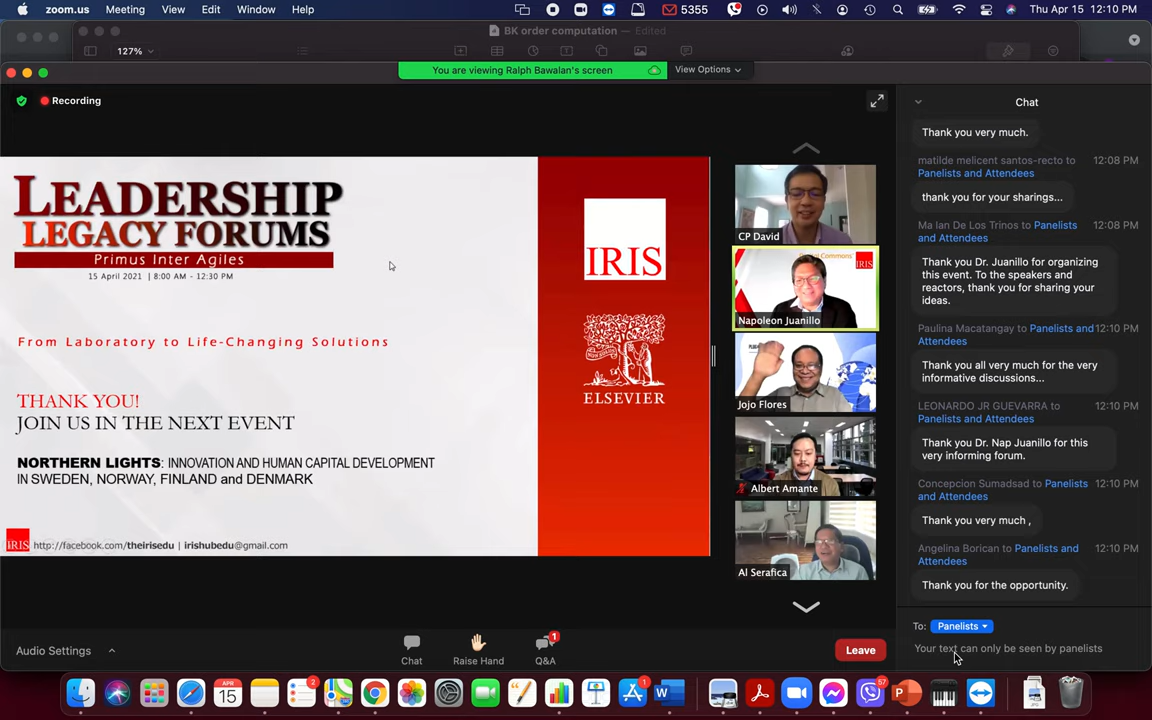 zoom.us Meeting View Edit Window Help
5355
Thu Apr 15 12:10 PM
127%
BK order computation — Edited
You are viewing Ralph Bawalan's screen
View Options
Recording
LEADERSHIP
LEGACY FORUMS
Primus Inter Agiles
15 April 2021 | 8:00 AM - 12:30 PM
From Laboratory to Life-Changing Solutions
THANK YOU!
JOIN US IN THE NEXT EVENT
NORTHERN LIGHTS: INNOVATION AND HUMAN CAPITAL DEVELOPMENT
IN SWEDEN, NORWAY, FINLAND and DENMARK
IRIS
http://facebook.com/theirisedu | irishubedu@gmail.com
IRIS
ELSEVIER
CP David
IRIS
Napoleon Juanillo
Jojo Flores
Albert Amante
Al Serafica
Chat
Thank you very much.
matilde melicent santos-recto to 12:08 PM
Panelists and Attendees
thank you for your sharings...
Ma Ian De Los Trinos to Panelists 12:08 PM
and Attendees
Thank you Dr. Juanillo for organizing
this event. To the speakers and
reactors, thank you for sharing your
ideas.
Paulina Macatangay to Panelists and 12:10 PM
Attendees
Thank you all very much for the very
informative discussions...
LEONARDO JR GUEVARRA to 12:10 PM
Panelists and Attendees
Thank you Dr. Nap Juanillo for this
very informing forum.
Concepcion Sumadsad to Panelists 12:10 PM
and Attendees
Thank you very much ,
Angelina Borican to Panelists and 12:10 PM
Attendees
Thank you for the opportunity.
To: Panelists
Your text can only be seen by panelists
Audio Settings
Chat
Raise Hand
1
Q&A
Leave
APR
15
2
1
W
57
P